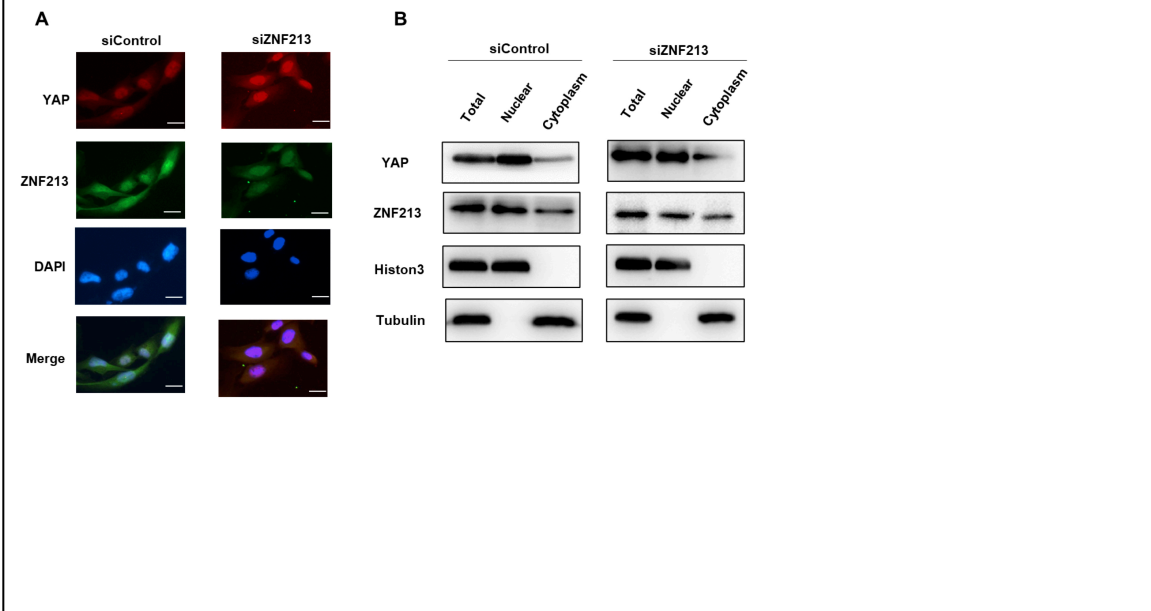 A
siControl
siZNF213
YAP
ZNF213
DAPI
Merge
B
siControl
siZNF213
Total
Nuclear
Cytoplasm
Total
Nuclear
Cytoplasm
YAP
ZNF213
Histon3
Tubulin